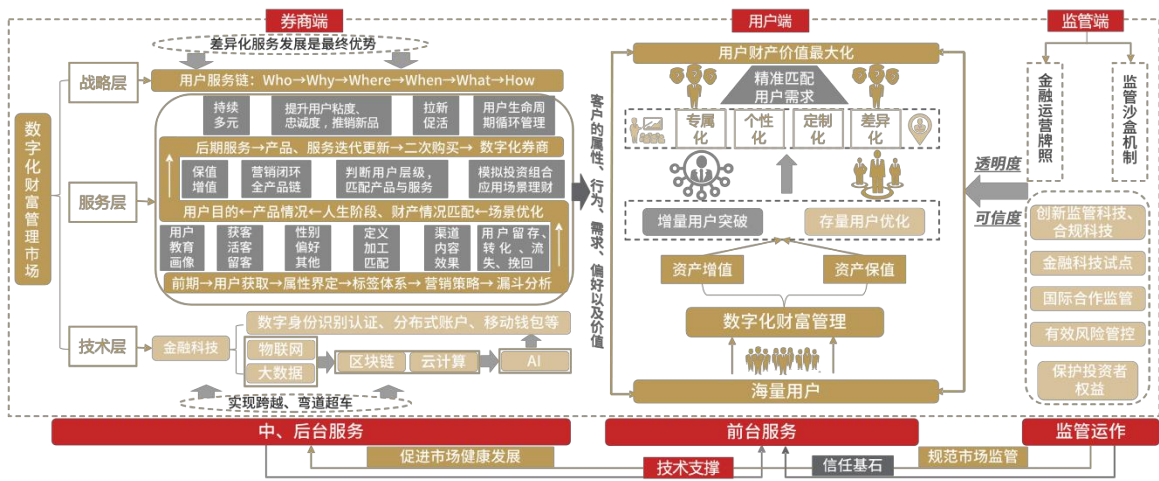 券商端
用户端
监管端
差异化服务发展是最终优势
数字化财富管理市场
战略层
用户服务链：Who→Why→Where→When→What→How
服务层
持续
多元
提升用户粘度、
忠诚度，推销新品
拉新
促活
用户生命周
期循环管理
后期服务→产品、服务迭代更新→二次购买→ 数字化券商
保值
增值
营销闭环
全产品链
判断用户层级，
匹配产品与服务
模拟投资组合
应用场景理财
用户目的←产品情况←人生阶段、财产情况匹配←场景优化
用户
教育
画像
获客
活客
留客
性别
偏好
其他
定义
加工
匹配
渠道
内容
效果
用户留存、
转化、流
失、挽回
前期→用户获取→属性界定→标签体系→营销策略→漏斗分析
技术层
金融科技
数字身份识别认证、分布式账户、移动钱包等
物联网
大数据
区块链
云计算
AI
实现跨越、弯道超车
客户的属性、行为、需求、偏好以及价值
用户财产价值最大化
精准匹配
用户需求
专属
化
个性
化
定制
化
差异
化
增量用户突破
存量用户优化
资产增值
资产保值
数字化财富管理
海量用户
透明度
可信度
金融运营牌照
监管沙盒机制
创新监管科技、
合规科技
金融科技试点
国际合作监管
有效风险管控
保护投资者
权益
中、后台服务
前台服务
监管运作
促进市场健康发展
技术支撑
信任基石
规范市场监管